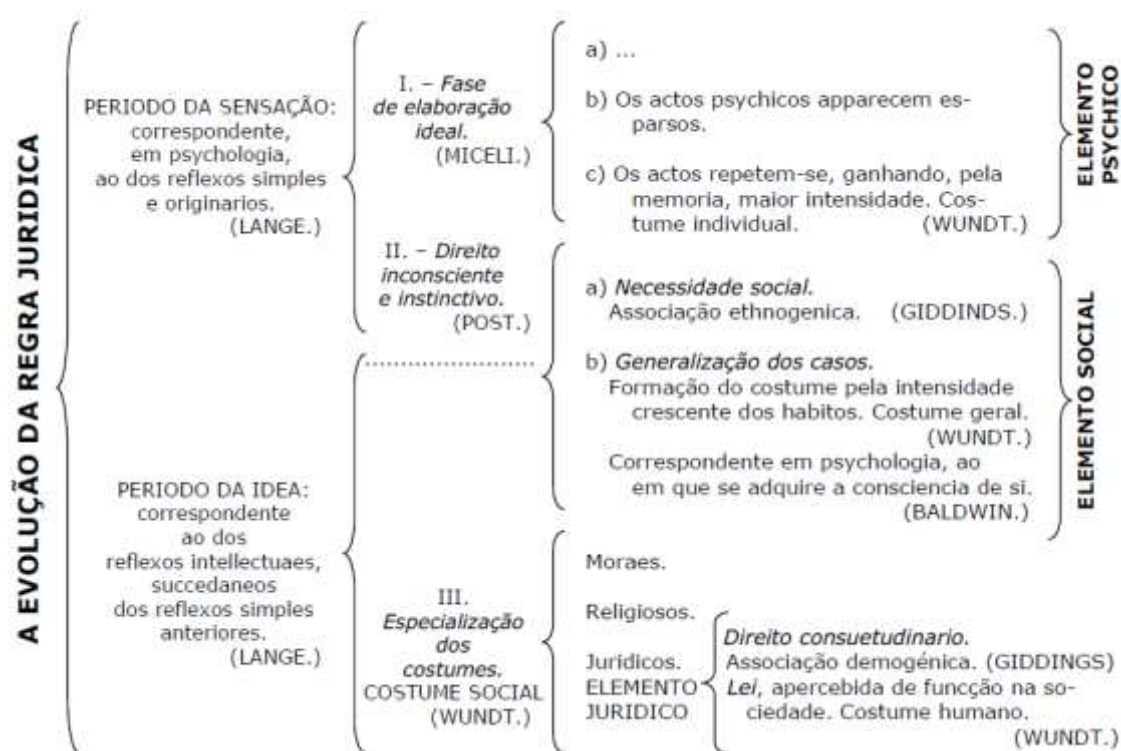 A EVOLUÇÃO DA REGRA JURIDICA
PERIODO DA SENSAÇÃO:
correspondente,
em psychologia,
ao dos reflexos simples
e originarios.
(LANGE.)
I. – Fase
de elaboração
ideal.
(MICELI.)
a) ...
b) Os actos psychicos apparecem es-
parsos.
c) Os actos repetem-se, ganhando, pela
memoria, maior intensidade. Cos-
tume individual. (WUNDT.)
ELEMENTO
PSYCHICO
II. – Direito
inconsciente
e instinctivo.
(POST.)
a) Necessidade social.
Associação ethnogenica. (GIDDINDS.)
b) Generalização dos casos.
Formação do costume pela intensidade
crescente dos habitos. Costume geral.
(WUNDT.)
Correspondente em psychologia, ao
em que se adquire a consciencia de si.
(BALDWIN.)
ELEMENTO SOCIAL
PERIODO DA IDEA:
correspondente
ao dos
reflexos intellectuaes,
succedaneos
dos reflexos simples
anteriores.
(LANGE.)
III.
Especialização
dos
costumes.
COSTUME SOCIAL
(WUNDT.)
Moraes.
Religiosos.
Juridicos.
ELEMENTO
JURIDICO
Direito consuetudinario.
Associação demogénica. (GIDDINGS)
Lei, apercebida de funcção na so-
ciedade. Costume humano.
(WUNDT.)